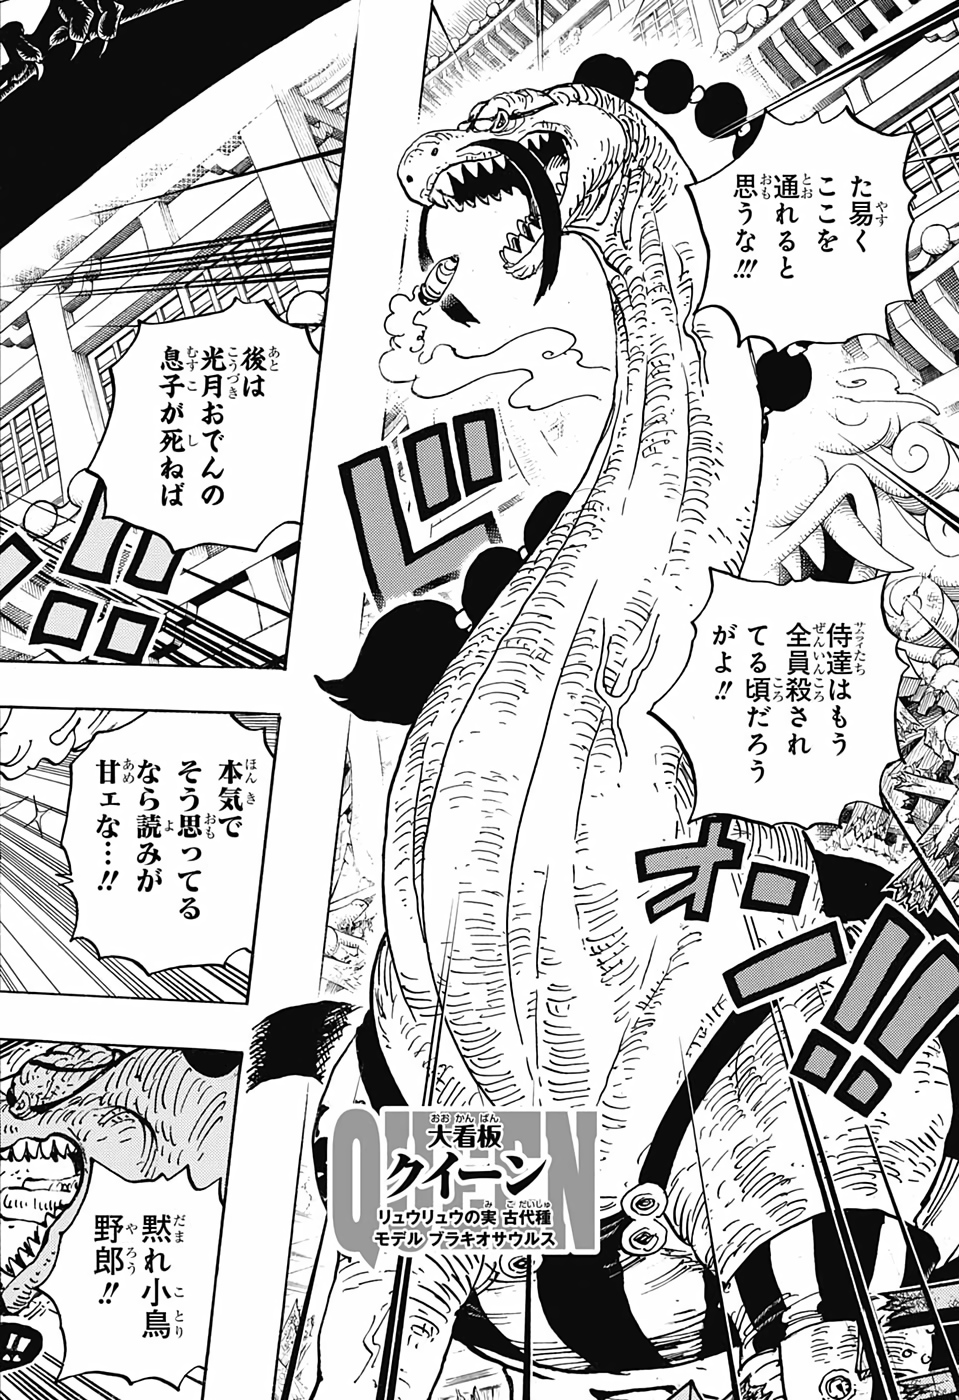 た易く
ここを
通れると
思うな!!!
侍達はもう
全員殺され
てる頃だろう
がよ!!
ドドオオン!!
後は
光月おでんの
息子が死ねば
大看板
クイーン
QUEEN
リュウリュウの実 古代種
モデル ブラキオサウルス
本気で
そう思ってる
なら読みが
甘ェな…!!
黙れ小鳥
野郎!!